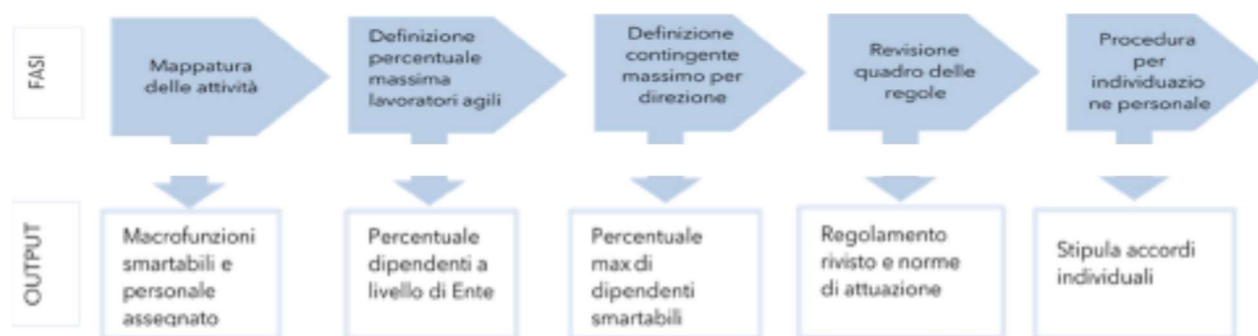 FASI
Mappatura
delle attività
Definizione
percentuale
massima
lavoratori agili
Definizione
contingente
massimo per
direzione
Revisione
quadro delle
regole
Procedura
per
individuazio
ne personale
OUTPUT
Macrofunzioni
smartabili e
personale
assegnato
Percentuale
dipendenti a
livello di Ente
Percentuale
max di
dipendenti
smartabili
Regolamento
rivisto e norme
di attuazione
Stipula accordi
individuali